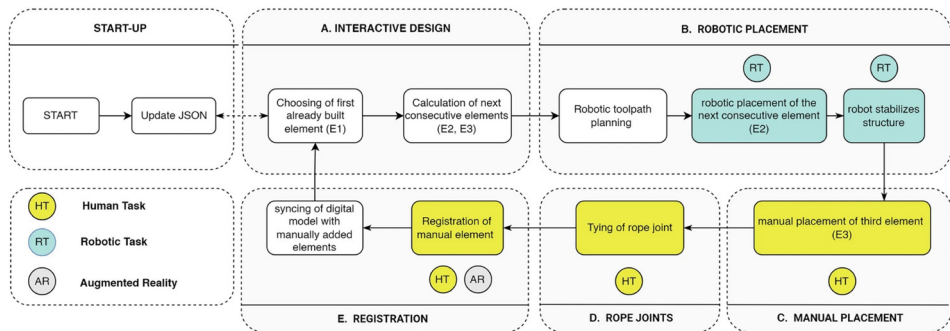 START-UP
START
Update JSON
A. INTERACTIVE DESIGN
Choosing of first
already built
element (E1)
Calculation of next
consecutive elements
(E2, E3)
B. ROBOTIC PLACEMENT
Robotic toolpath
planning
RT
robotic placement of the
next consecutive element
(E2)
RT
robot stabilizes
structure
HT
Human Task
RT
Robotic Task
AR
Augmented Reality
syncing of digital
model with
manually added
elements
Registration of
manual element
HT
AR
E. REGISTRATION
Tying of rope joint
HT
D. ROPE JOINTS
manual placement of third element
(E3)
HT
C. MANUAL PLACEMENT